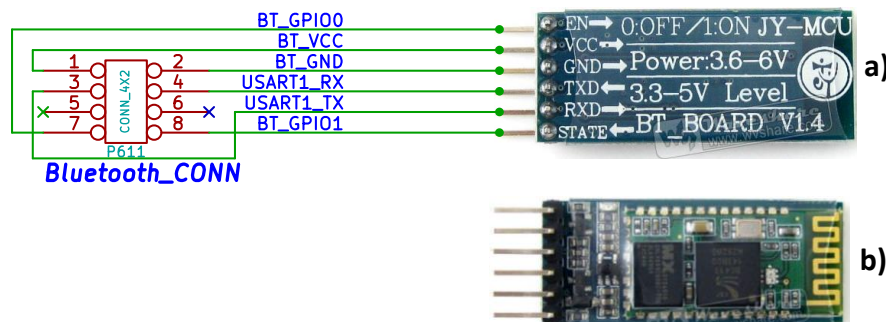 BT_GPIO0
BT_VCC
BT_GND
USART1_RX
USART1_TX
BT_GPIO1
1 2
3 4
5 6
7 8
CONN_4X2
P611
Bluetooth_CONN
EN 0:OFF/1:ON JY-MCU
VCC
GND Power:3.6-6V
TXD 3.3-5V Level
RXD
STATE BT_BOARD V1.4
a)
b)